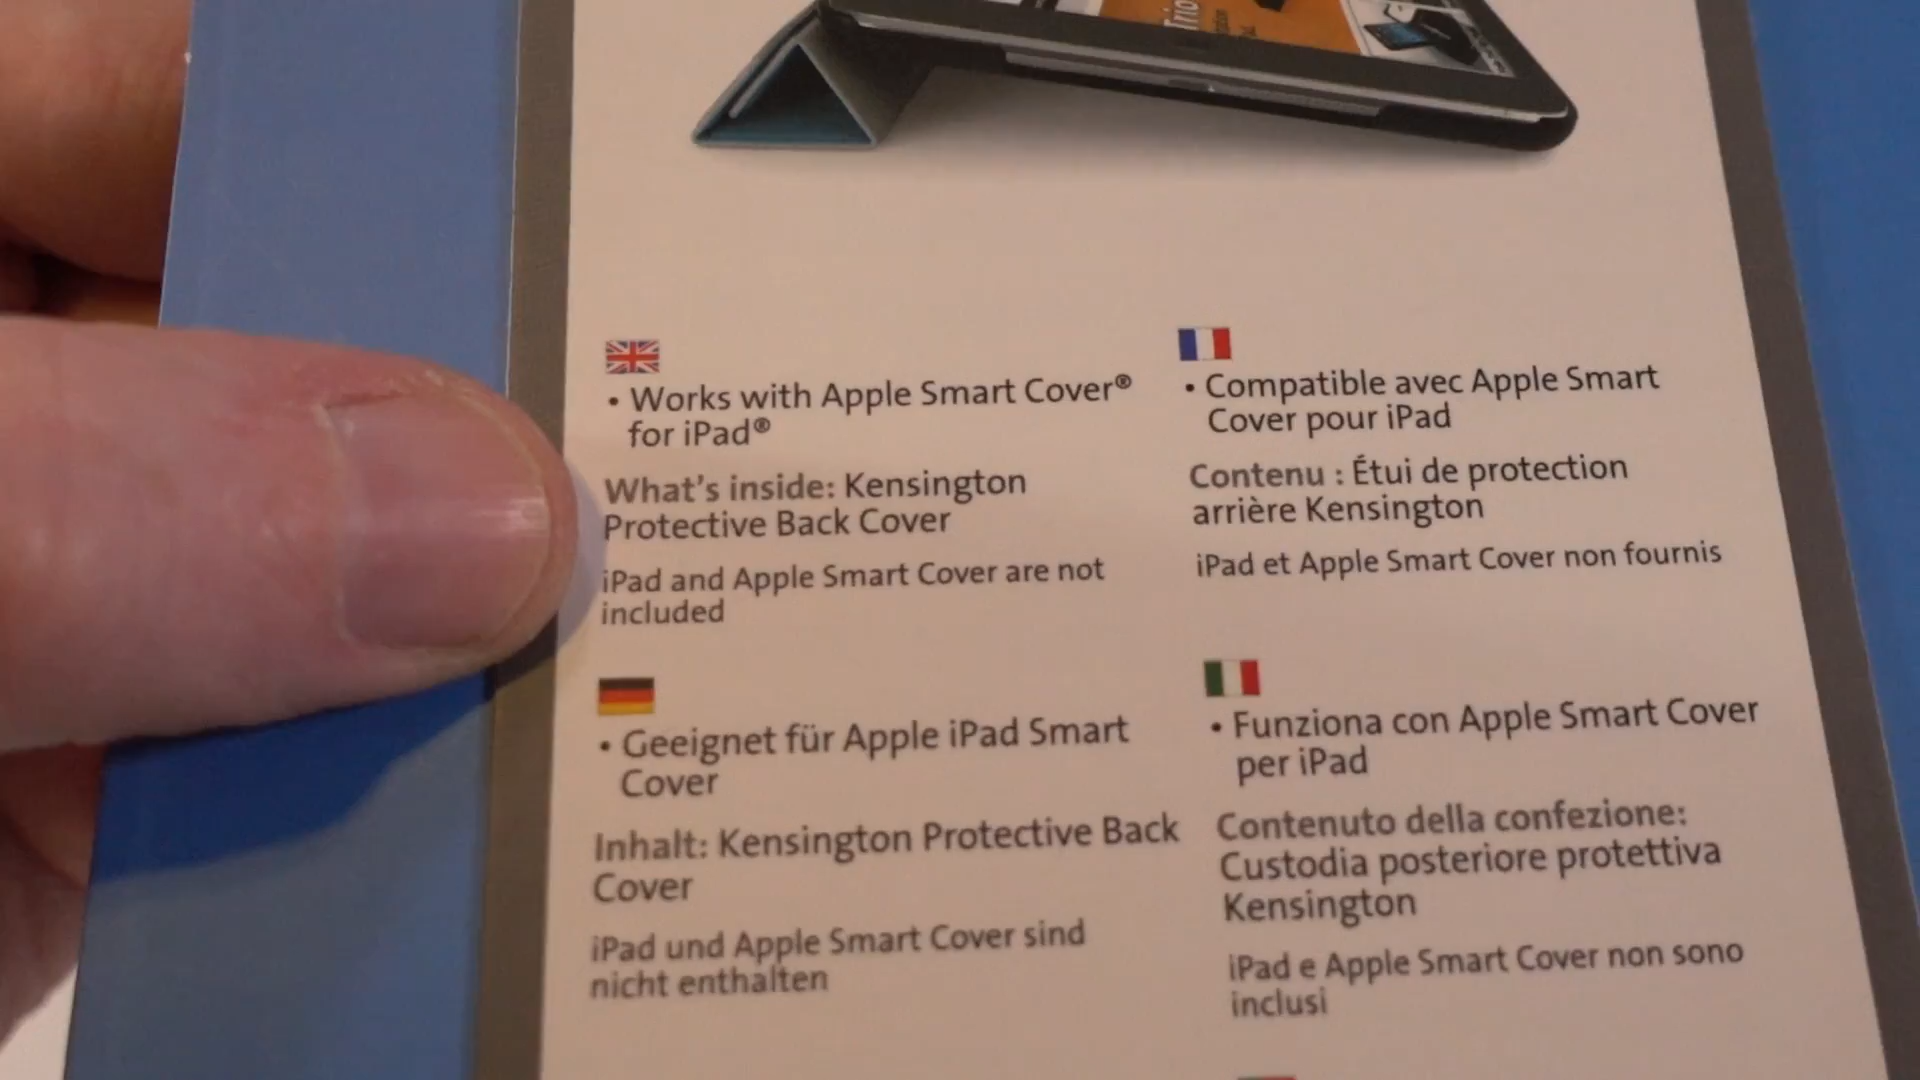 Trio
• Works with Apple Smart Cover®
for iPad®
What's inside: Kensington
Protective Back Cover
iPad and Apple Smart Cover are not
included
• Compatible avec Apple Smart
Cover pour iPad
Contenu : Étui de protection
arrière Kensington
iPad et Apple Smart Cover non fournis
• Geeignet für Apple iPad Smart
Cover
Inhalt: Kensington Protective Back
Cover
iPad und Apple Smart Cover sind
nicht enthalten
• Funziona con Apple Smart Cover
per iPad
Contenuto della confezione:
Custodia posteriore protettiva
Kensington
iPad e Apple Smart Cover non sono
inclusi